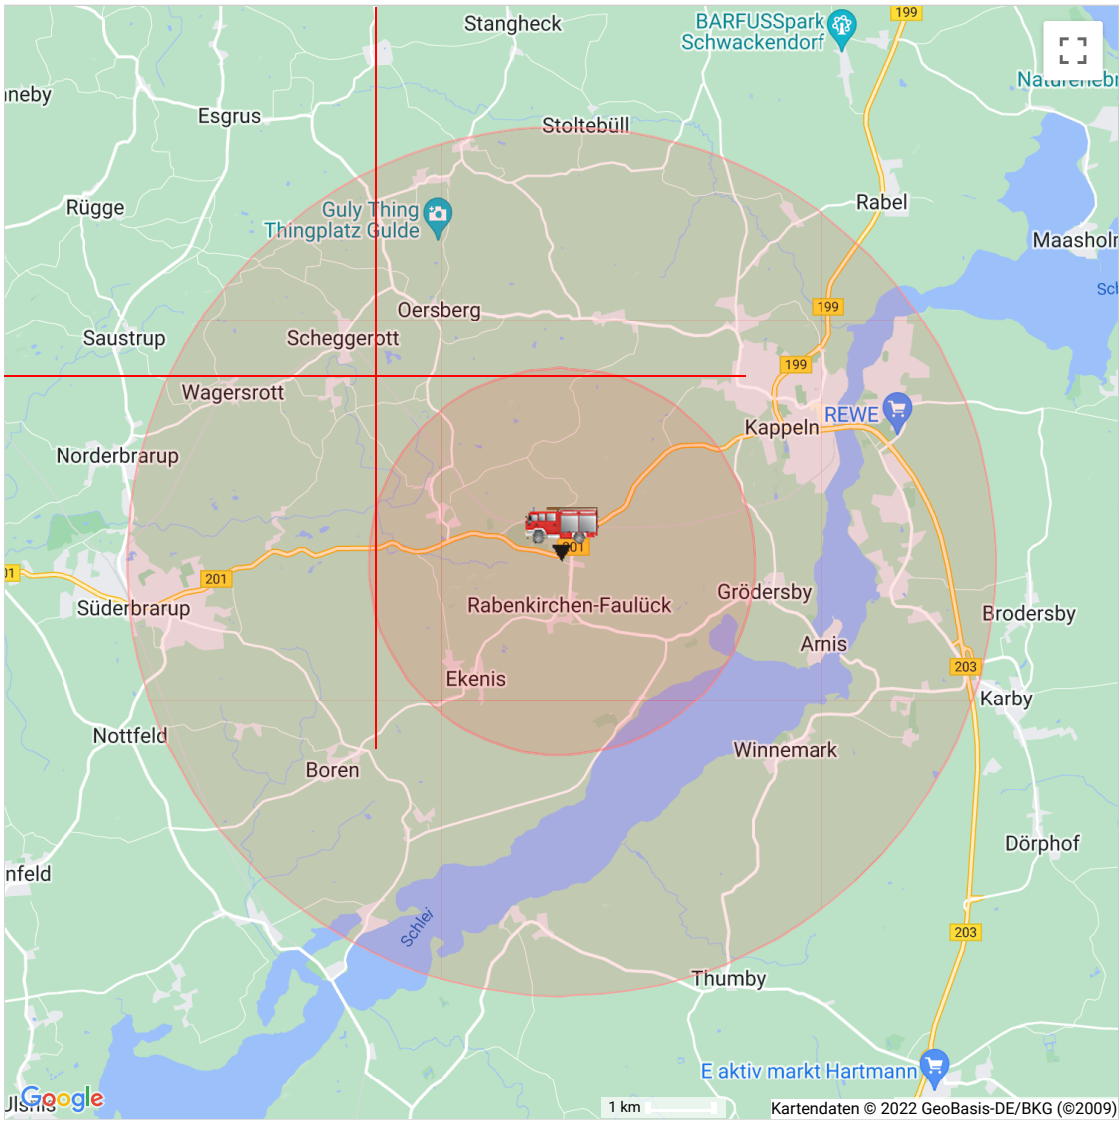 Stangheck
BARFUSSpark
Schwackendorf
199
Esgrus
Stoltebüll
Rügge
Guly Thing
Thingplatz Gulde
Rabel
Oersberg
199
Saustrup
Scheggerott
199
Wagersrott
REWE
Kappeln
Norderbrarup
201
201
Süderbrarup
Rabenkirchen-Faulück
Grödersby
Brodersby
Arnis
203
Ekenis
Karby
Nottfeld
Boren
Winnemark
Dörphof
nfeld
Schlei
203
Thumby
E aktiv markt Hartmann
Google
1 km
Kartendaten © 2022 GeoBasis-DE/BKG (©2009)